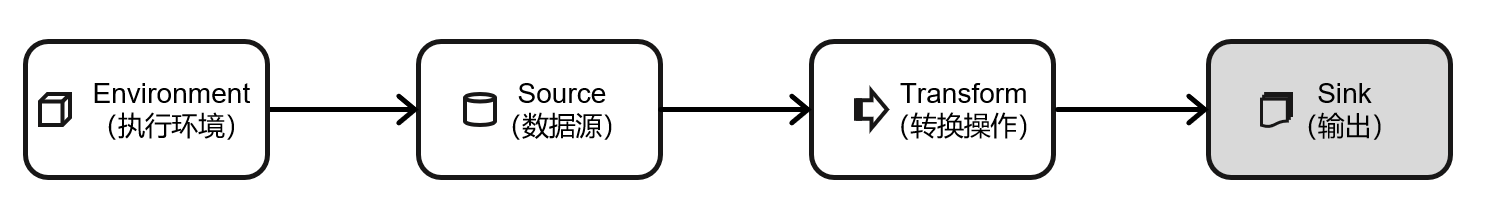 Environment
(执行环境)
Source
(数据源)
Transform
(转换操作)
Sink
(输出)